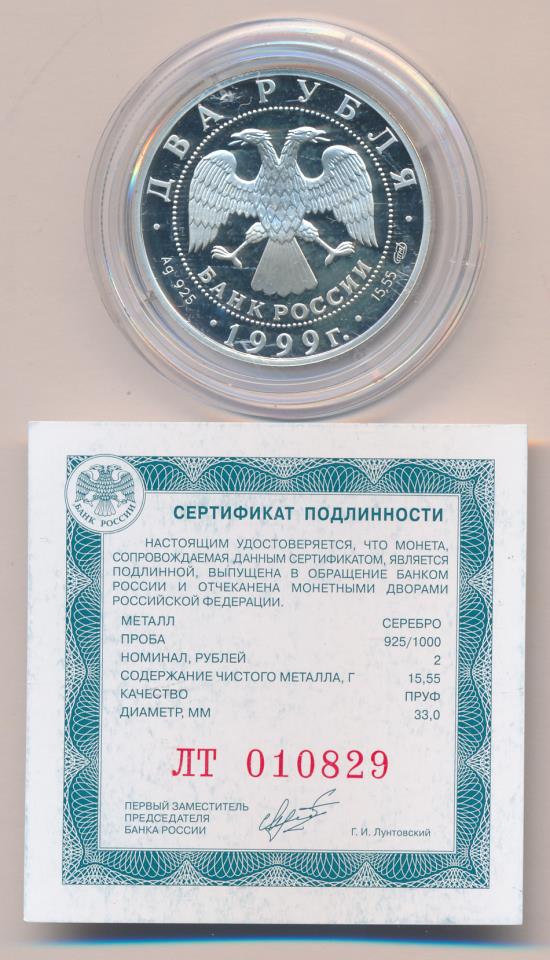 · ДВА РУБЛЯ ·
БАНК РОССИИ
Ag 925 · 1999 г. · 15,55
БАНК РОССИИ
СЕРТИФИКАТ ПОДЛИННОСТИ
НАСТОЯЩИМ УДОСТОВЕРЯЕТСЯ, ЧТО МОНЕТА,
СОПРОВОЖДАЕМАЯ ДАННЫМ СЕРТИФИКАТОМ, ЯВЛЯЕТСЯ
ПОДЛИННОЙ, ВЫПУЩЕНА В ОБРАЩЕНИЕ БАНКОМ
РОССИИ И ОТЧЕКАНЕНА МОНЕТНЫМИ ДВОРАМИ
РОССИЙСКОЙ ФЕДЕРАЦИИ.
МЕТАЛЛ СЕРЕБРО
ПРОБА 925/1000
НОМИНАЛ, РУБЛЕЙ 2
СОДЕРЖАНИЕ ЧИСТОГО МЕТАЛЛА, Г 15,55
КАЧЕСТВО ПРУФ
ДИАМЕТР, ММ 33,0
ЛТ 010829
ПЕРВЫЙ ЗАМЕСТИТЕЛЬ
ПРЕДСЕДАТЕЛЯ
БАНКА РОССИИ
Г. И. Лунтовский